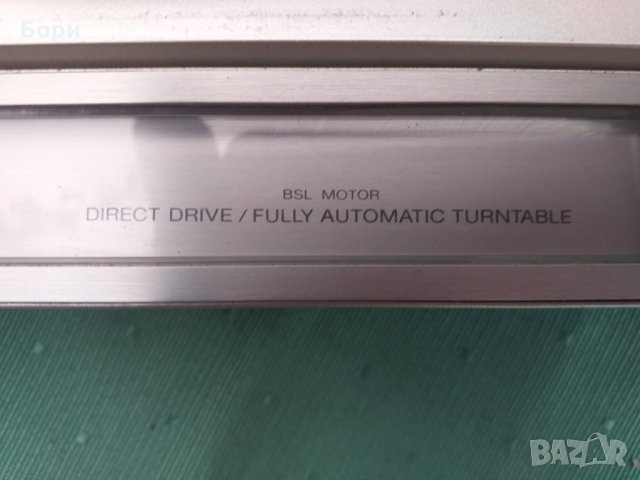 Бори
BSL MOTOR
DIRECT DRIVE / FULLY AUTOMATIC TURNTABLE
BAZAR